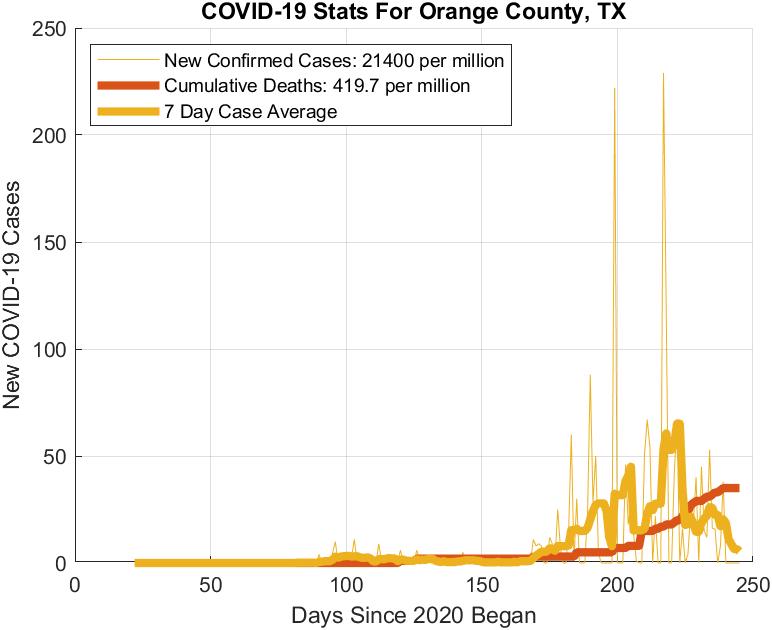 COVID-19 Stats For Orange County, TX
New Confirmed Cases: 21400 per million
Cumulative Deaths: 419.7 per million
7 Day Case Average
New COVID-19 Cases
250
200
150
100
50
0
0 50 100 150 200 250
Days Since 2020 Began